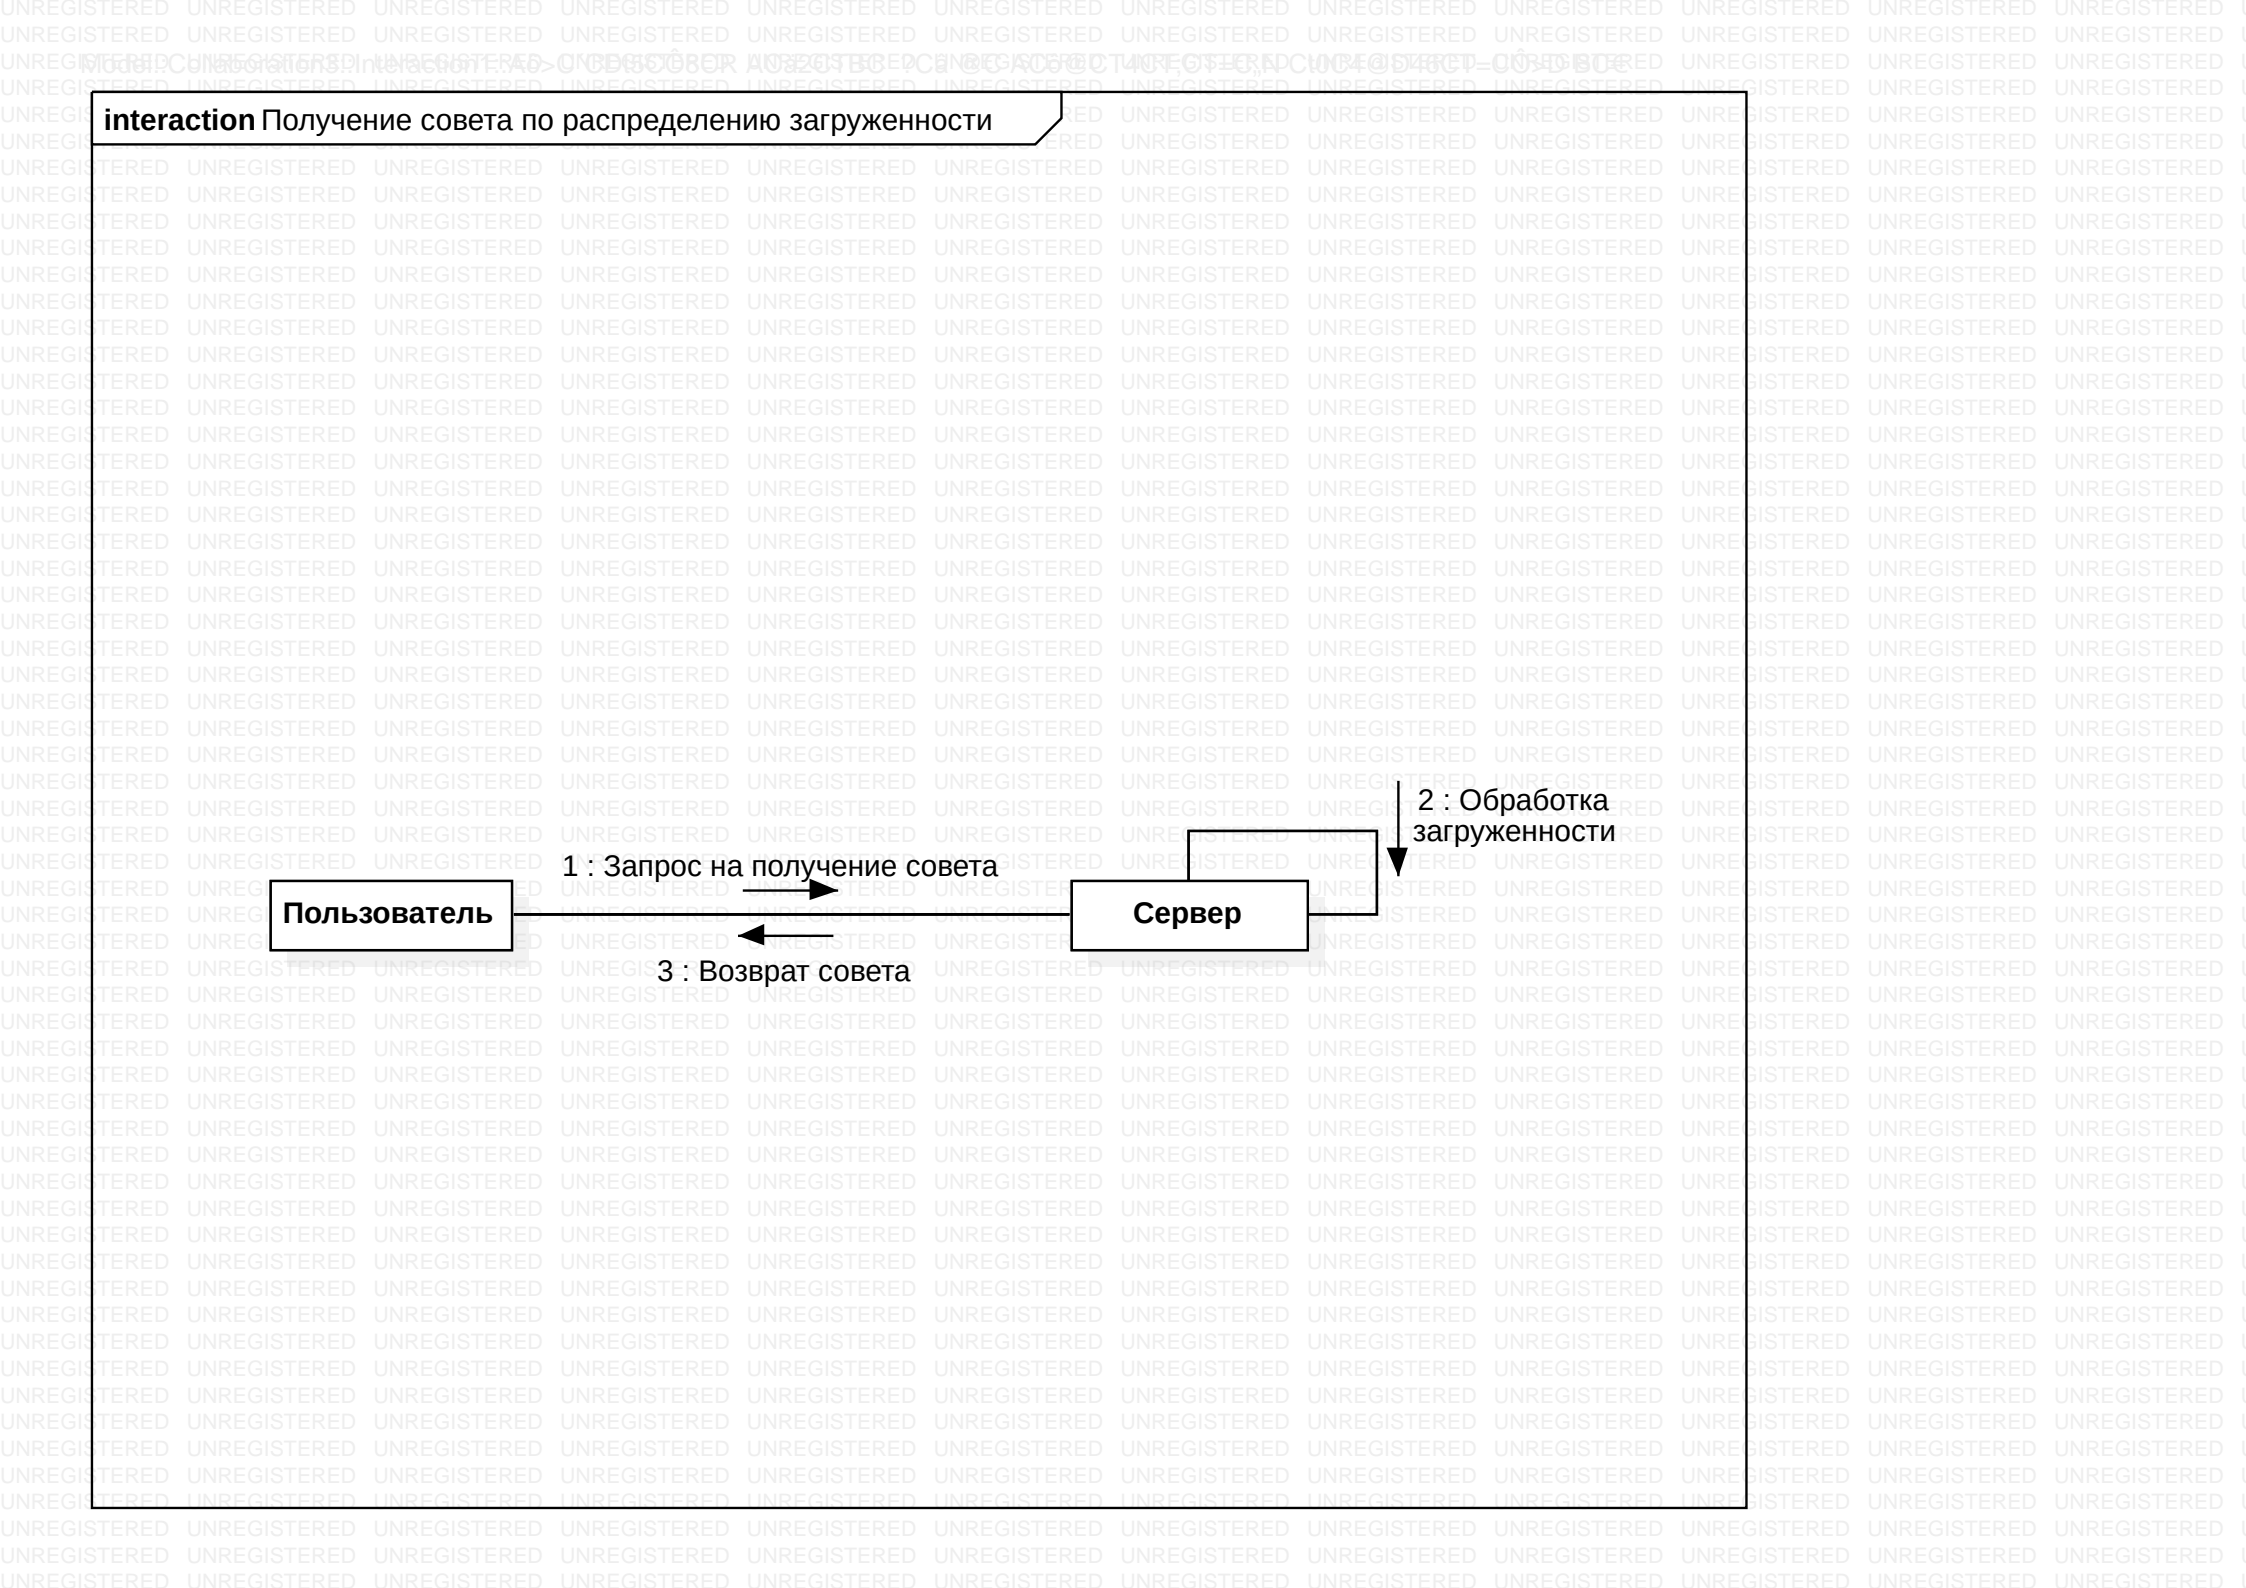 interaction Получение совета по распределению загруженности
2 : Обработка
загруженности
1 : Запрос на получение совета
Пользователь
Сервер
3 : Возврат совета
UNREGISTERED